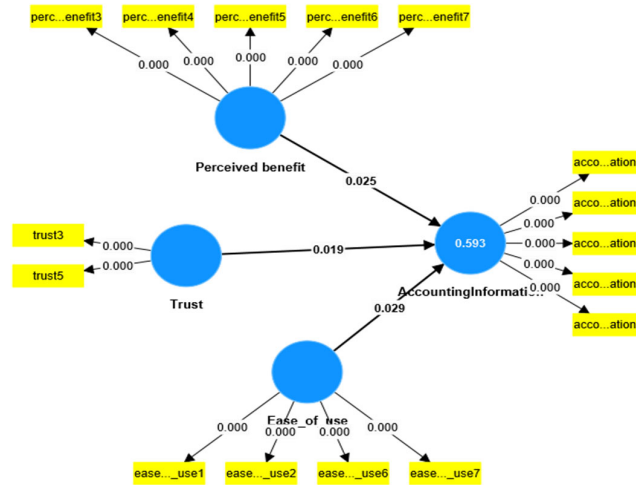 perc...enefit3 perc...enefit4 perc...enefit5 perc...enefit6 perc...enefit7
0.000 0.000 0.000 0.000 0.000
Perceived benefit
0.025
acco...ation
0.000
acco...ation
0.000
trust3
0.000
0.019
0.593
0.000
acco...ation
trust5
0.000
0.000
acco...ation
Trust
AccountingInformation
0.000
0.029
acco...ation
Ease_of_use
0.000 0.000 0.000 0.000
ease..._use1 ease..._use2 ease..._use6 ease..._use7